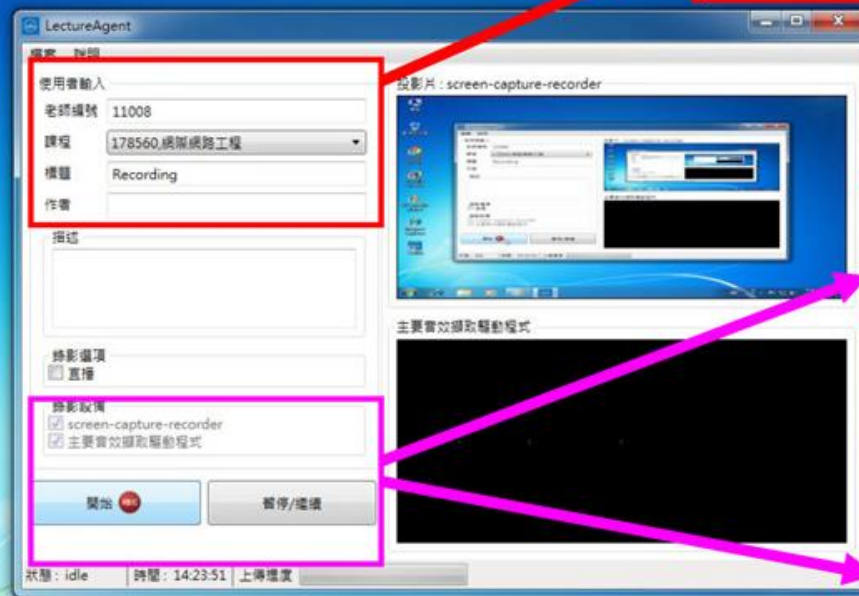 LectureAgent
檔案 說明
使用者輸入
老師編號 11008
課程 178560,網際網路工程
標題 Recording
作者
描述
錄影選項
直播
錄影設備
screen-capture-recorder
主要音效擷取驅動程式
開始 REC
暫停/繼續
狀態: idle
時間: 14:23:51
上傳進度
投影片: screen-capture-recorder
主要音效擷取驅動程式